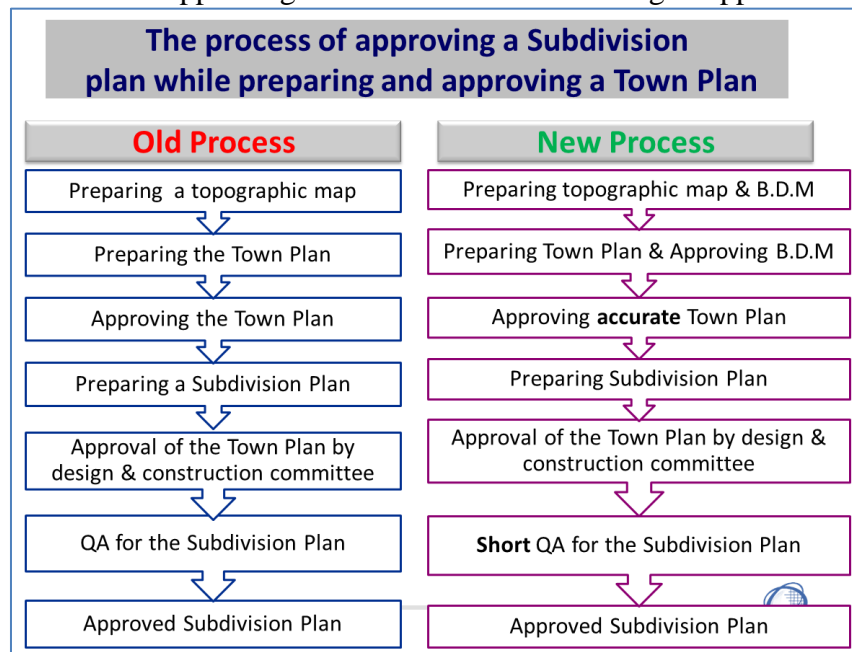 The process of approving a Subdivision
plan while preparing and approving a Town Plan
Old Process
Preparing a topographic map
Preparing the Town Plan
Approving the Town Plan
Preparing a Subdivision Plan
Approval of the Town Plan by
design & construction committee
QA for the Subdivision Plan
Approved Subdivision Plan
New Process
Preparing topographic map & B.D.M
Preparing Town Plan & Approving B.D.M
Approving accurate Town Plan
Preparing Subdivision Plan
Approval of the Town Plan by design &
construction committee
Short QA for the Subdivision Plan
Approved Subdivision Plan